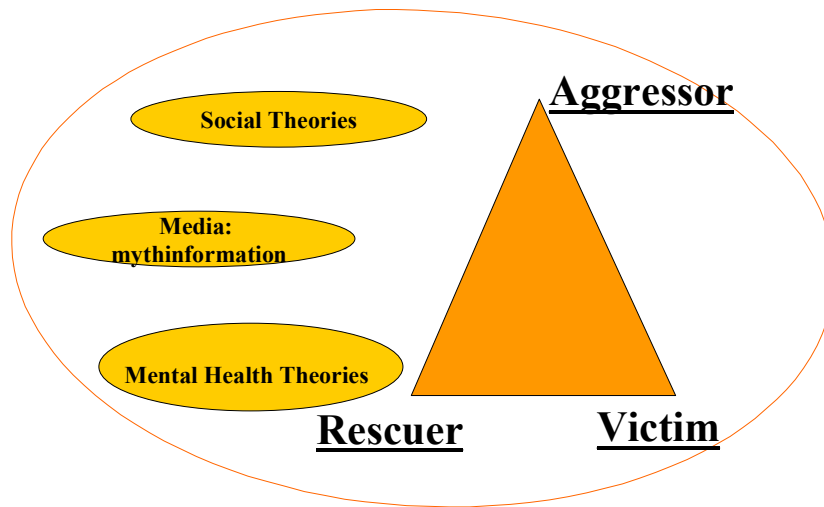 Aggressor
Social Theories
Media:
mythinformation
Mental Health Theories
Rescuer
Victim